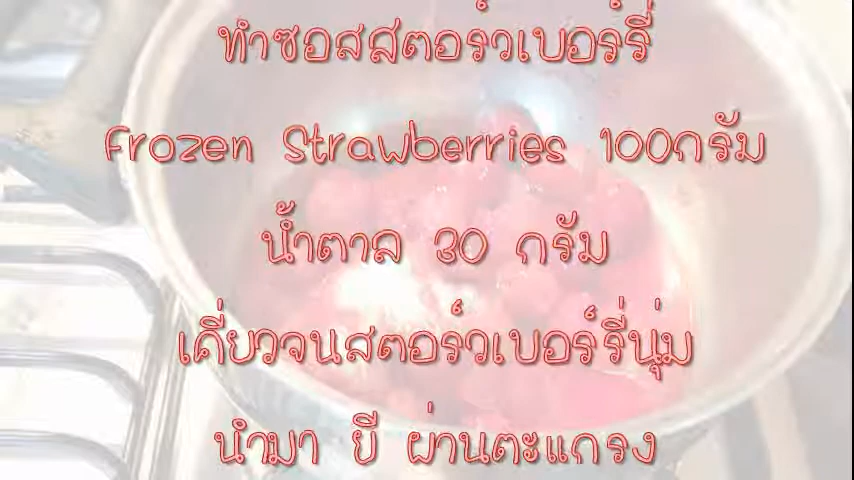 ทำซอสสตอร์วเบอร์รี่
Frozen Strawberries 100กรัม
น้ำตาล 30 กรัม
เคี่ยวจนสตอร์วเบอร์รี่นุ่ม
นำมา ยี ผ่านตะแกรง